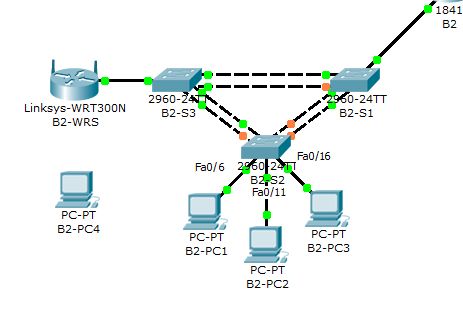 1841
B2
Linksys-WRT300N
B2-WRS
2960-24TT
B2-S3
2960-24TT
B2-S1
2960-24TT
B2-S2
Fa0/6
Fa0/11
Fa0/16
PC-PT
B2-PC4
PC-PT
B2-PC1
PC-PT
B2-PC2
PC-PT
B2-PC3